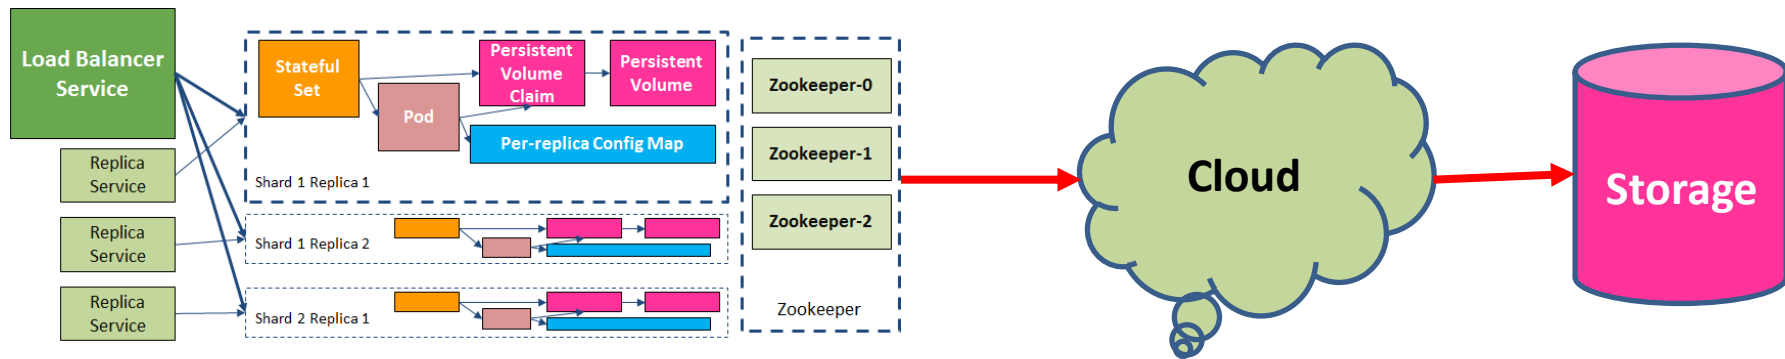 Load Balancer
Service
Replica
Service
Replica
Service
Replica
Service
Stateful
Set
Pod
Persistent
Volume
Claim
Persistent
Volume
Per-replica Config Map
Shard 1 Replica 1
Shard 1 Replica 2
Shard 2 Replica 1
Zookeeper-0
Zookeeper-1
Zookeeper-2
Zookeeper
Cloud
Storage